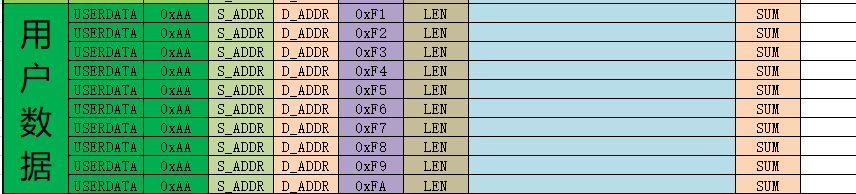 用户数据
USERDATA 0xAA S_ADDR D_ADDR 0xF1 LEN SUM
USERDATA 0xAA S_ADDR D_ADDR 0xF2 LEN SUM
USERDATA 0xAA S_ADDR D_ADDR 0xF3 LEN SUM
USERDATA 0xAA S_ADDR D_ADDR 0xF4 LEN SUM
USERDATA 0xAA S_ADDR D_ADDR 0xF5 LEN SUM
USERDATA 0xAA S_ADDR D_ADDR 0xF6 LEN SUM
USERDATA 0xAA S_ADDR D_ADDR 0xF7 LEN SUM
USERDATA 0xAA S_ADDR D_ADDR 0xF8 LEN SUM
USERDATA 0xAA S_ADDR D_ADDR 0xF9 LEN SUM
USERDATA 0xAA S_ADDR D_ADDR 0xFA LEN SUM